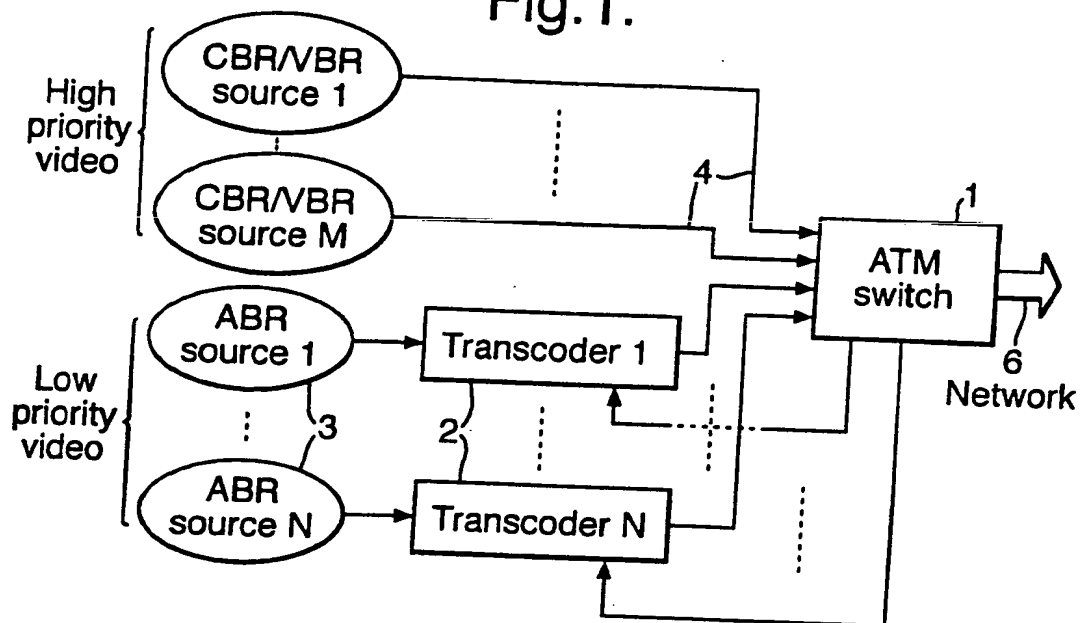 Fig.1.
CBR/VBR
source 1
High
priority
video
CBR/VBR
source M
4
1
ATM
switch
6
Network
ABR
source 1
Transcoder 1
Low
priority
video
3
2
ABR
source N
Transcoder N